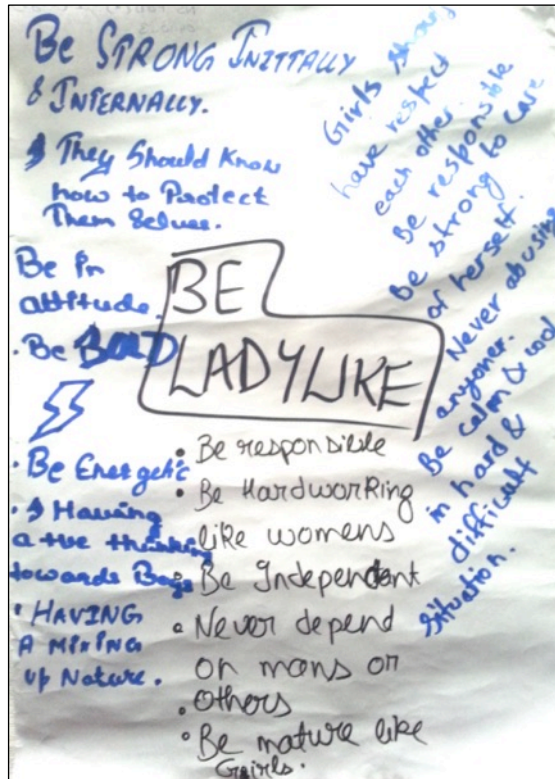 Be STRONG INITTALLY
& INTERNALLY.
They Should Know
how to Protect
Them Selves.
Be in
attitude.
• Be BOLD
• Be Energetic
• Having
a +ve thinking
towards Boys
• HAVING
A MIXING
UP Nature.
BE
LADYLIKE
• Be responsible
• Be Hardworking
like womens
• Be Independent
• Never depend
on mans or
• Others
• Be mature like
Gairls.
Girls should
have respect
each other.
Be responsible
Be strong to care
of herself.
Never abusing
anyoner.
Be calm & cool
in hard &
difficult
situation.